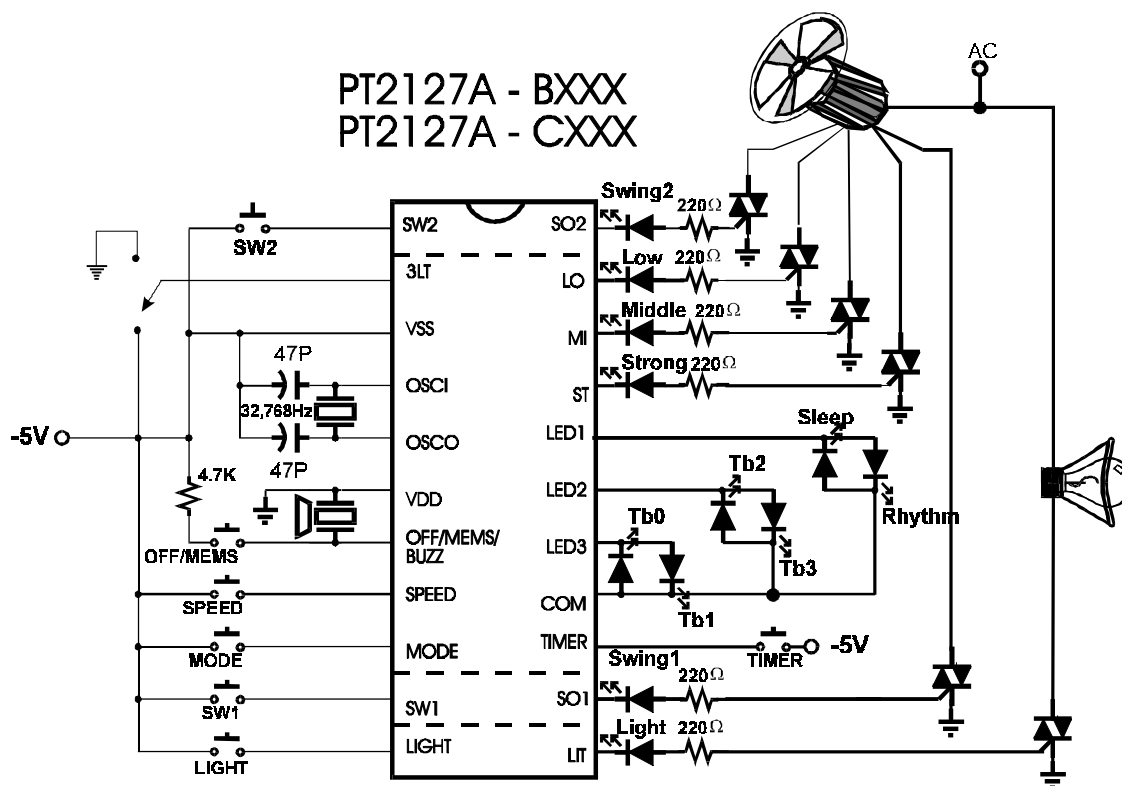 PT2127A - BXXX
PT2127A - CXXX
AC
SW2
SW2
3LT
VSS
47P
OSCI
32,768Hz
OSCO
47P
-5V
4.7K
VDD
OFF/MEMS
OFF/MEMS/
BUZZ
SPEED
SPEED
MODE
MODE
SW1
SW1
LIGHT
LIGHT
Swing2
220Ω
SO2
Low
220Ω
LO
Middle
220Ω
MI
Strong
220Ω
ST
LED1
Sleep
Rhythm
LED2
Tb2
Tb3
LED3
Tb0
Tb1
COM
TIMER
TIMER
-5V
Swing1
220Ω
SO1
Light
220Ω
LIT